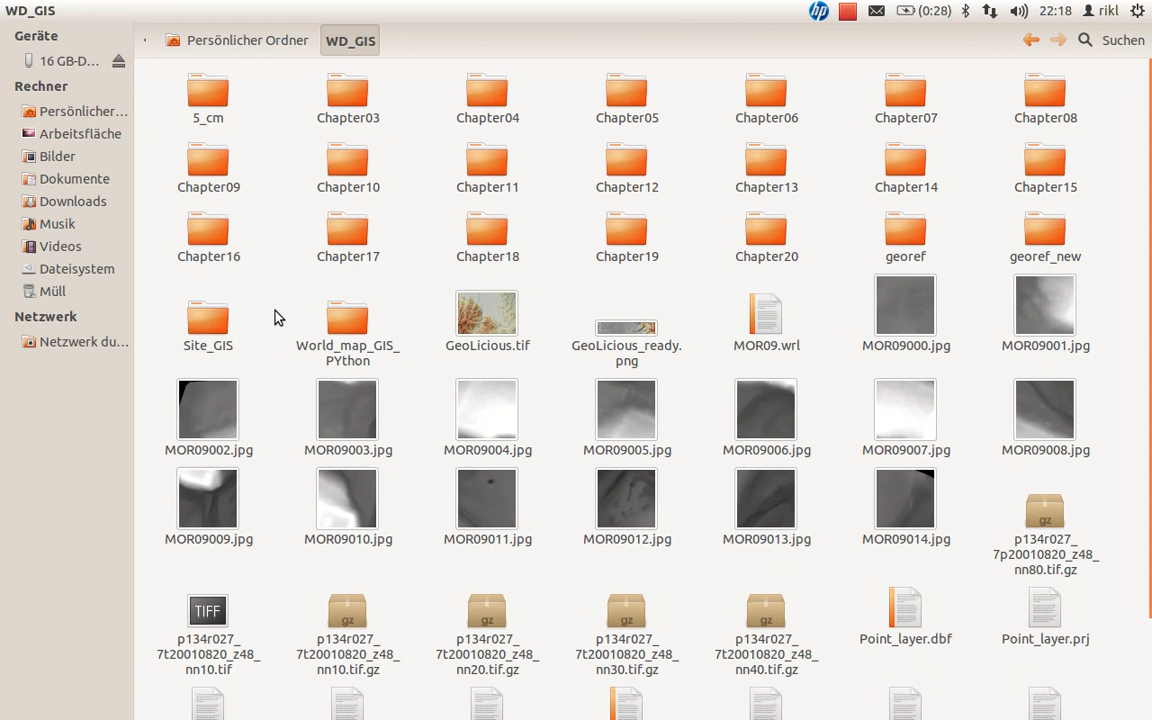 WD_GIS
hp
(0:28)
22:18
rikl
Geräte
16 GB-D...
Rechner
Persönlicher...
Arbeitsfläche
Bilder
Dokumente
Downloads
Musik
Videos
Dateisystem
Müll
Netzwerk
Netzwerk du...
Persönlicher Ordner
WD_GIS
Suchen
5_cm
Chapter03
Chapter04
Chapter05
Chapter06
Chapter07
Chapter08
Chapter09
Chapter10
Chapter11
Chapter12
Chapter13
Chapter14
Chapter15
Chapter16
Chapter17
Chapter18
Chapter19
Chapter20
georef
georef_new
Site_GIS
World_map_GIS_
PYthon
GeoLicious.tif
GeoLicious_ready.
png
MOR09.wrl
MOR09000.jpg
MOR09001.jpg
MOR09002.jpg
MOR09003.jpg
MOR09004.jpg
MOR09005.jpg
MOR09006.jpg
MOR09007.jpg
MOR09008.jpg
MOR09009.jpg
MOR09010.jpg
MOR09011.jpg
MOR09012.jpg
MOR09013.jpg
MOR09014.jpg
gz
p134r027_
7p20010820_z48_
nn80.tif.gz
TIFF
p134r027_
7t20010820_z48_
nn10.tif
gz
p134r027_
7t20010820_z48_
nn10.tif.gz
gz
p134r027_
7t20010820_z48_
nn20.tif.gz
gz
p134r027_
7t20010820_z48_
nn30.tif.gz
gz
p134r027_
7t20010820_z48_
nn40.tif.gz
Point_layer.dbf
Point_layer.prj